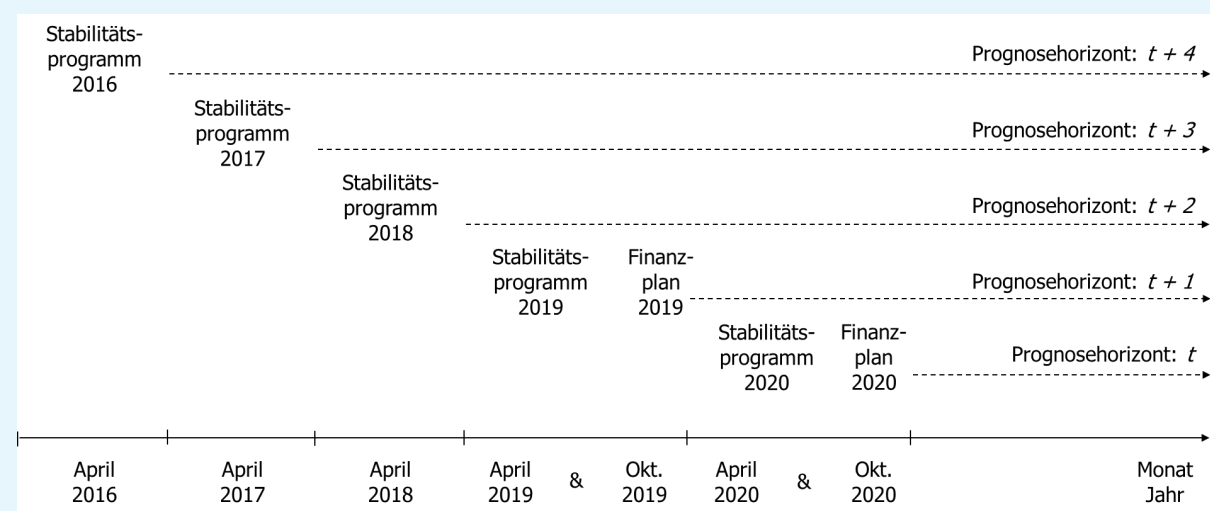 Stabilitäts-
programm
2016
Prognosehorizont: t + 4
Stabilitäts-
programm
2017
Prognosehorizont: t + 3
Stabilitäts-
programm
2018
Prognosehorizont: t + 2
Stabilitäts-
programm
2019
Finanz-
plan
2019
Prognosehorizont: t + 1
Stabilitäts-
programm
2020
Finanz-
plan
2020
Prognosehorizont: t
April
2016
April
2017
April
2018
April
2019
&
Okt.
2019
April
2020
&
Okt.
2020
Monat
Jahr